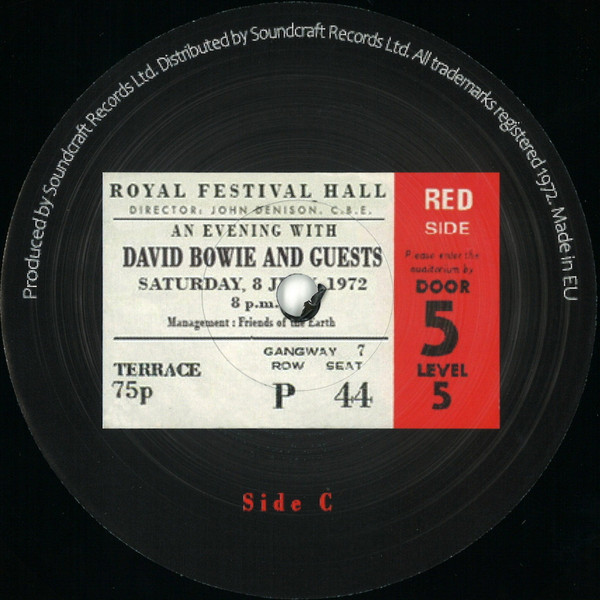 Produced by Soundcraft Records Ltd. Distributed by Soundcraft Records Ltd. All trademarks registered 1972. Made in EU
ROYAL FESTIVAL HALL
DIRECTOR: JOHN DENISON. C.B.E.
AN EVENING WITH
DAVID BOWIE AND GUESTS
SATURDAY, 8 1972
8 p.m.
Management : Friends of the Earth
GANGWAY 7
TERRACE ROW SEAT
75p P 44
RED
SIDE
Please enter the
auditorium by
DOOR
5
LEVEL
5
Side C